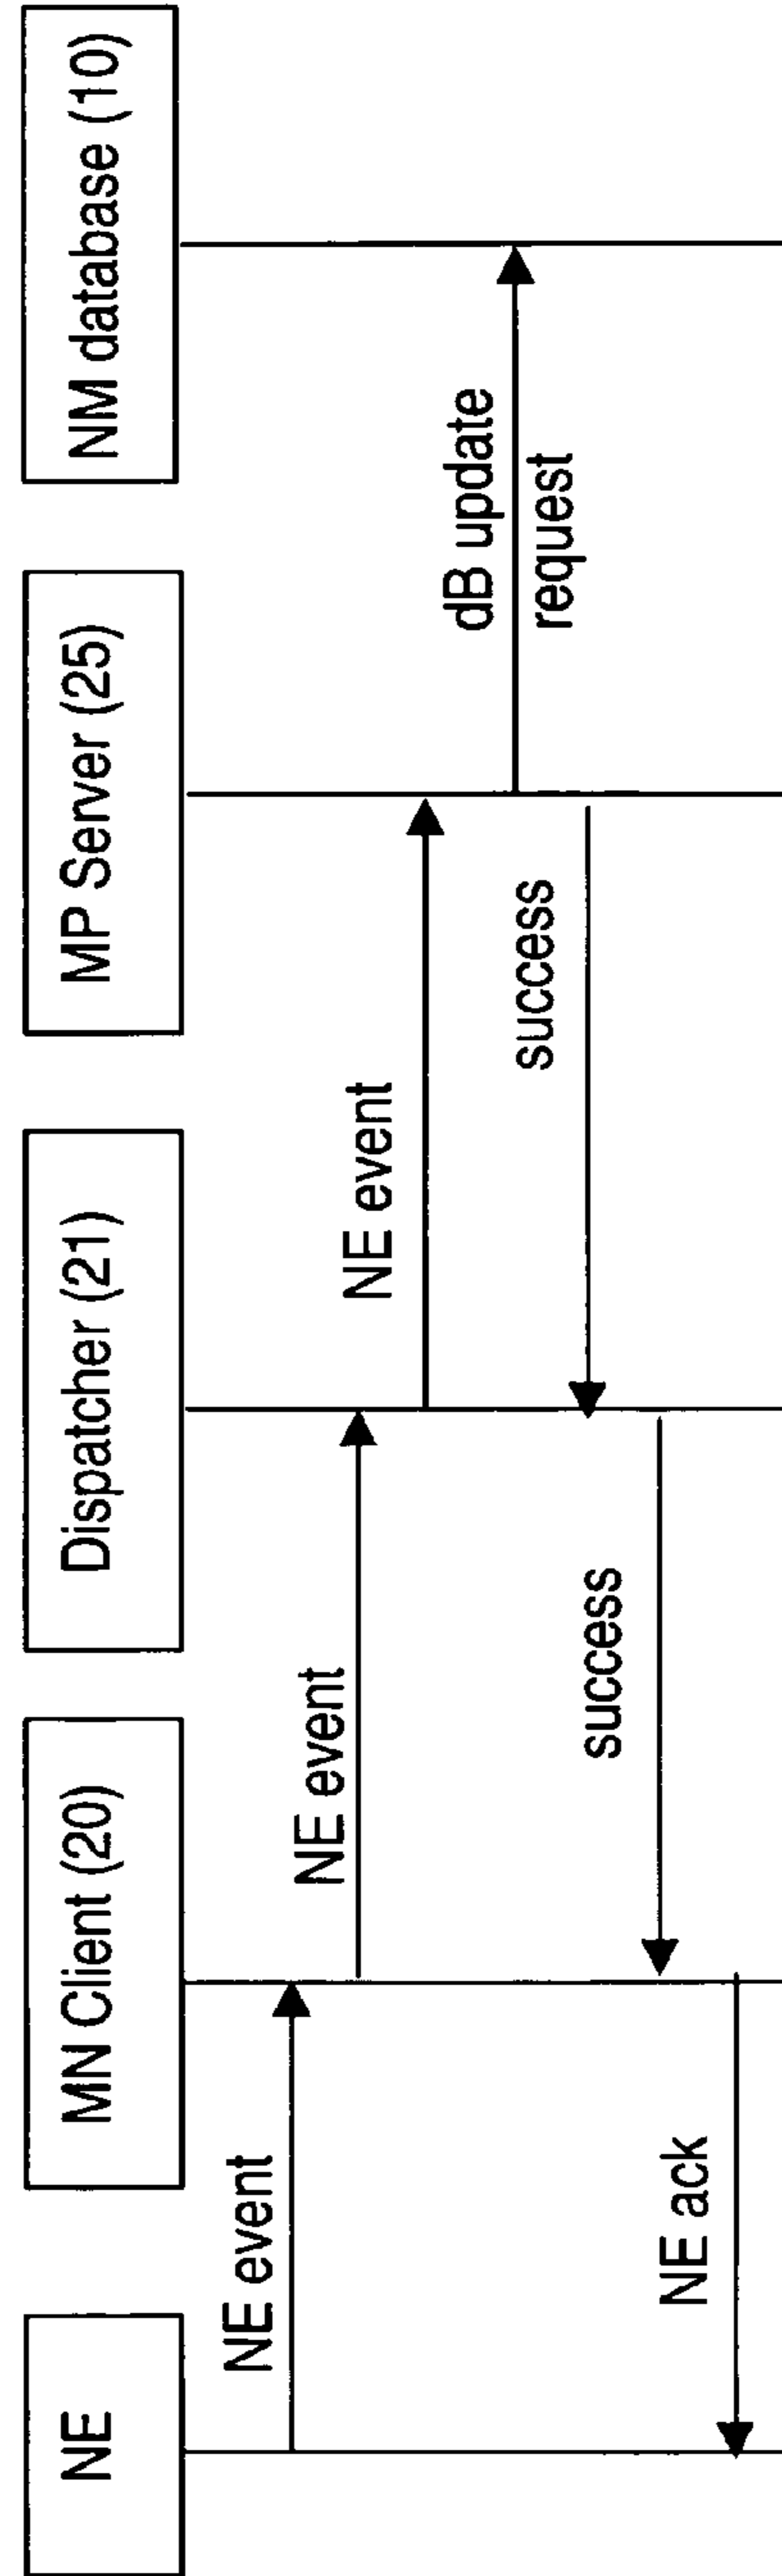 NE
MN Client (20)
Dispatcher (21)
MP Server (25)
NM database (10)
NE event
NE event
NE event
dB update
request
success
success
NE ack